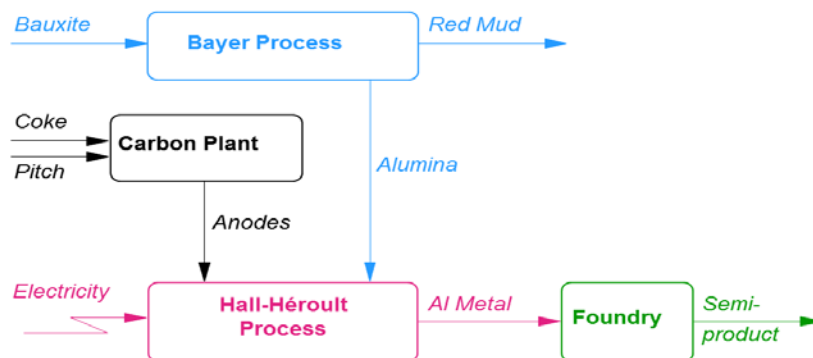 Bauxite
Bayer Process
Red Mud
Coke
Carbon Plant
Pitch
Alumina
Anodes
Electricity
Hall-Héroult
Process
Al Metal
Foundry
Semi-
product